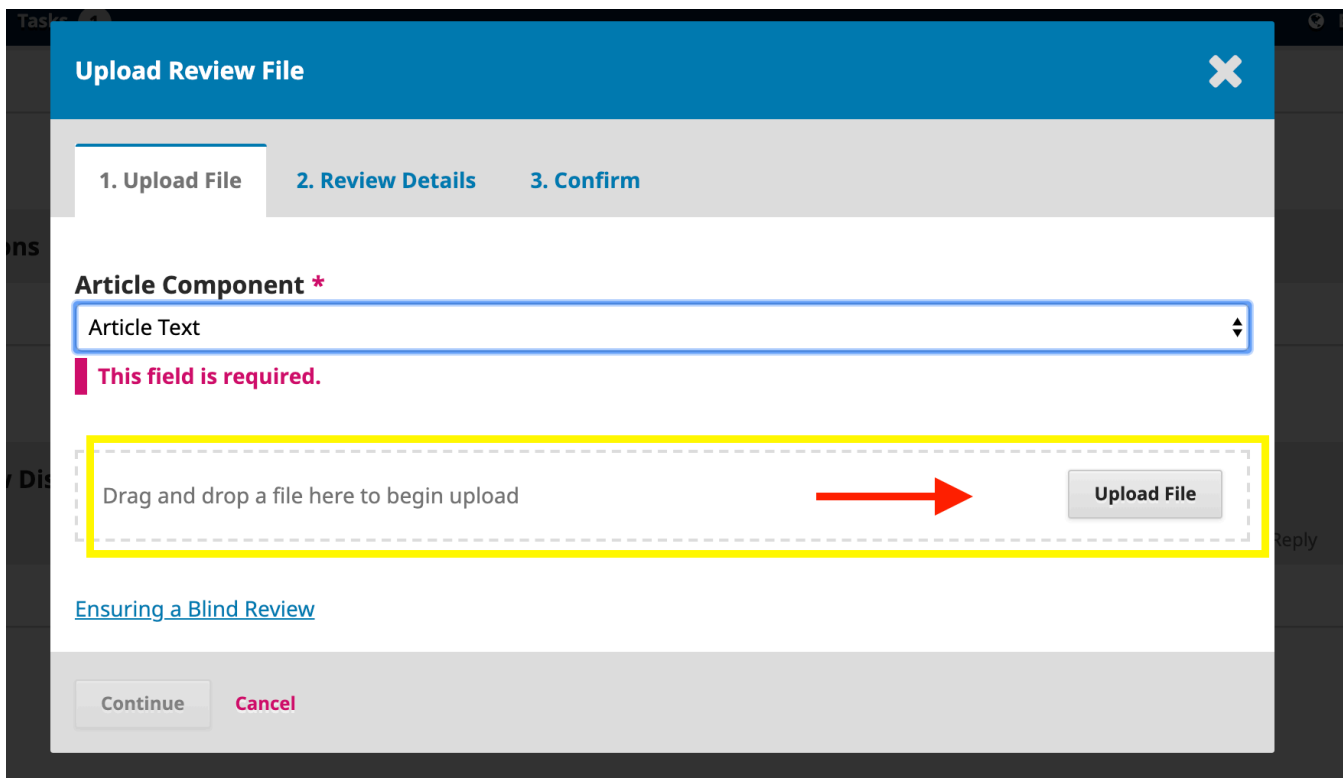 Tasks 1
Upload Review File
1. Upload File 2. Review Details 3. Confirm
ons
Article Component *
Article Text
This field is required.
Dis
Drag and drop a file here to begin upload
Upload File
Reply
Ensuring a Blind Review
Continue Cancel